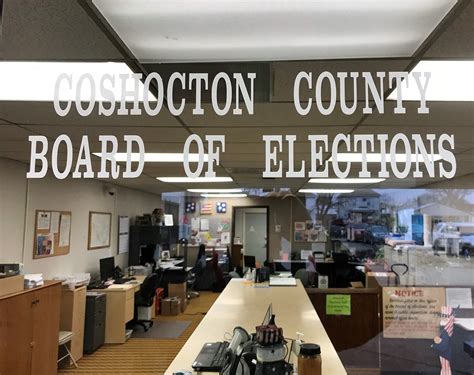 COSHOCTON COUNTY
BOARD OF ELECTIONS
NOTICE